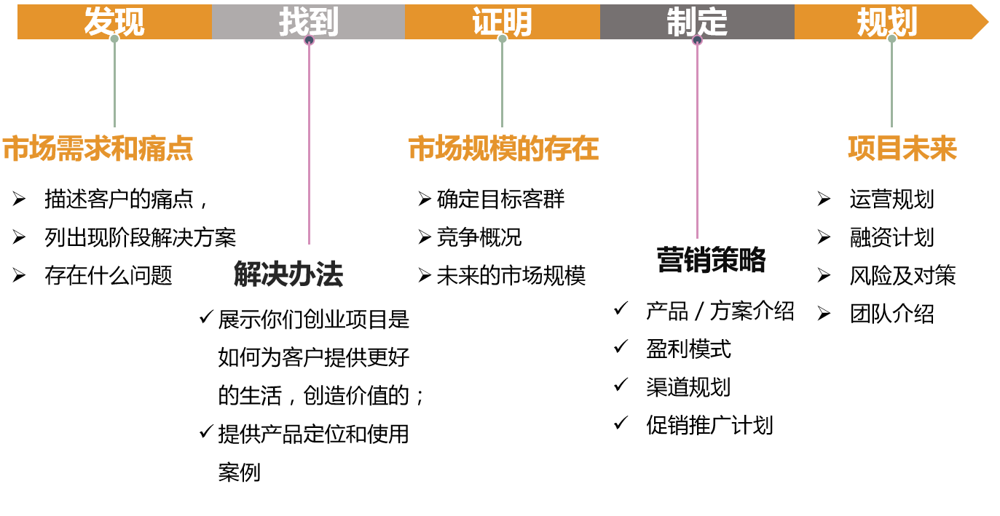 发现
找到
证明
制定
规划
市场需求和痛点
描述客户的痛点，
列出现阶段解决方案
存在什么问题
解决办法
展示你们创业项目是
如何为客户提供更好
的生活，创造价值的；
提供产品定位和使用
案例
市场规模的存在
确定目标客群
竞争概况
未来的市场规模
营销策略
产品 / 方案介绍
盈利模式
渠道规划
促销推广计划
项目未来
运营规划
融资计划
风险及对策
团队介绍